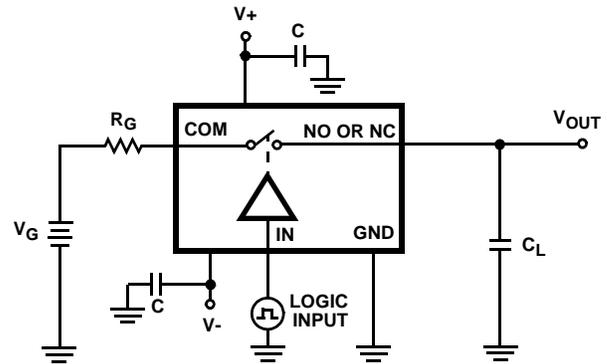 V+
C
RG
COM
NO OR NC
VOUT
VG
IN
GND
CL
C
V-
LOGIC
INPUT